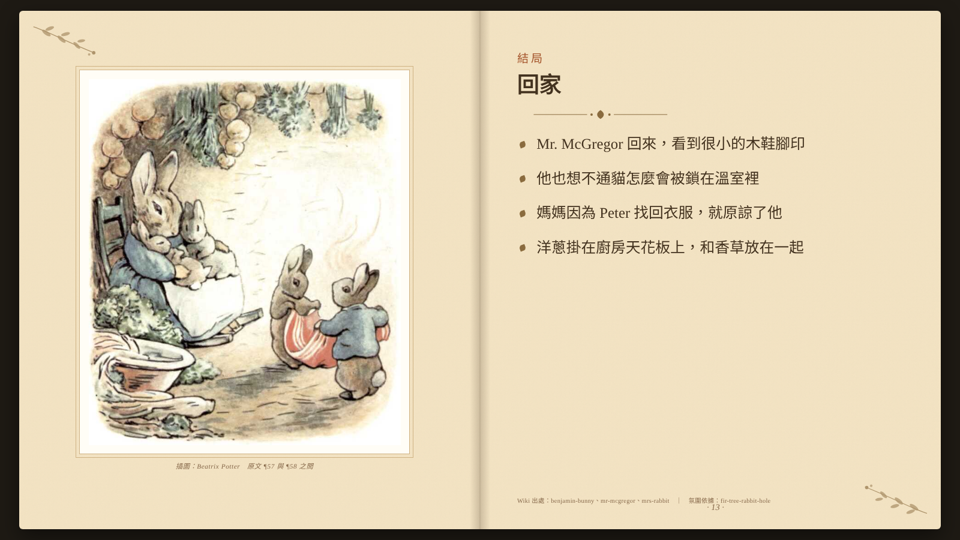 插圖：Beatrix Potter 原文 ¶57 與 ¶58 之間
結局
回家
Mr. McGregor 回來，看到很小的木鞋腳印
他也想不通貓怎麼會被鎖在溫室裡
媽媽因為 Peter 找回衣服，就原諒了他
洋蔥掛在廚房天花板上，和香草放在一起
Wiki 出處：benjamin-bunny、mr-mcgregor、mrs-rabbit ｜ 氛圍依據：fir-tree-rabbit-hole
· 13 ·